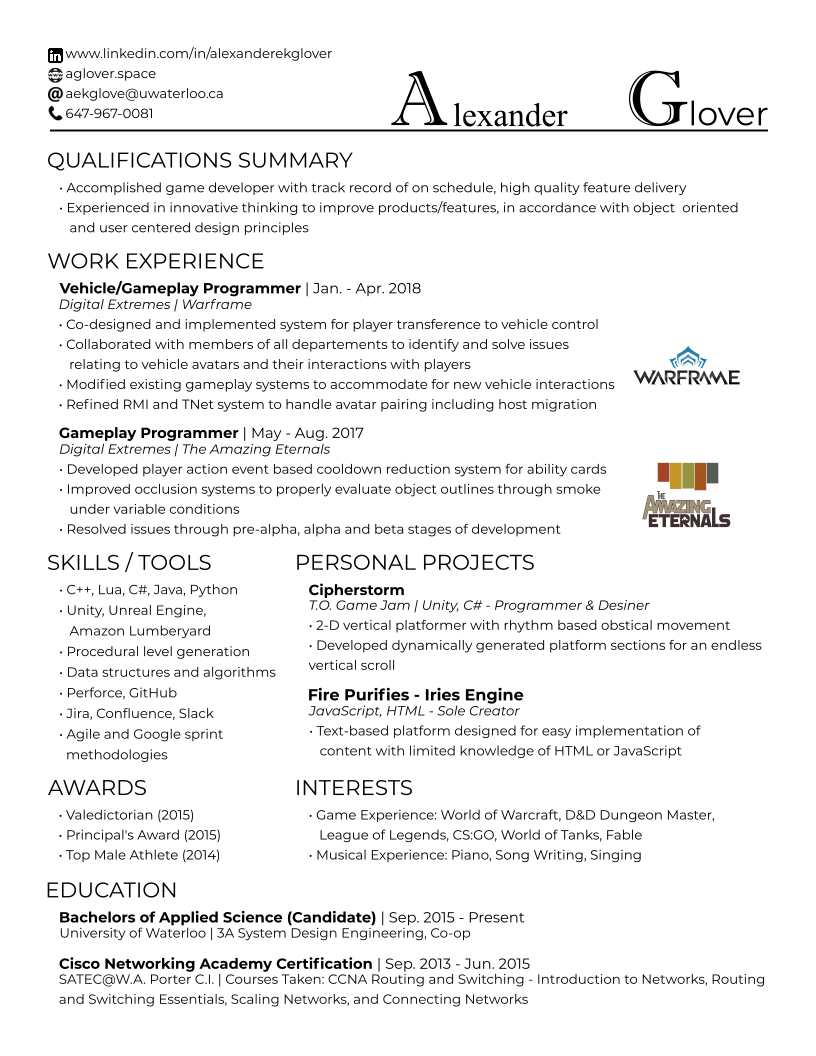 www.linkedin.com/in/alexanderekglover
aglover.space
aekglove@uwaterloo.ca
647-967-0081
Alexander Glover
QUALIFICATIONS SUMMARY
• Accomplished game developer with track record of on schedule, high quality feature delivery
• Experienced in innovative thinking to improve products/features, in accordance with object oriented
and user centered design principles
WORK EXPERIENCE
Vehicle/Gameplay Programmer | Jan. - Apr. 2018
Digital Extremes | Warframe
• Co-designed and implemented system for player transference to vehicle control
• Collaborated with members of all departements to identify and solve issues
relating to vehicle avatars and their interactions with players
• Modified existing gameplay systems to accommodate for new vehicle interactions
• Refined RMI and TNet system to handle avatar pairing including host migration
WARFRAME
Gameplay Programmer | May - Aug. 2017
Digital Extremes | The Amazing Eternals
• Developed player action event based cooldown reduction system for ability cards
• Improved occlusion systems to properly evaluate object outlines through smoke
under variable conditions
• Resolved issues through pre-alpha, alpha and beta stages of development
THE
AMAZING
ETERNALS
SKILLS / TOOLS
• C++, Lua, C#, Java, Python
• Unity, Unreal Engine,
Amazon Lumberyard
• Procedural level generation
• Data structures and algorithms
• Perforce, GitHub
• Jira, Confluence, Slack
• Agile and Google sprint
methodologies
PERSONAL PROJECTS
Cipherstorm
T.O. Game Jam | Unity, C# - Programmer & Desiner
• 2-D vertical platformer with rhythm based obstical movement
• Developed dynamically generated platform sections for an endless
vertical scroll
Fire Purifies - Iries Engine
JavaScript, HTML - Sole Creator
• Text-based platform designed for easy implementation of
content with limited knowledge of HTML or JavaScript
AWARDS
• Valedictorian (2015)
• Principal's Award (2015)
• Top Male Athlete (2014)
INTERESTS
• Game Experience: World of Warcraft, D&D Dungeon Master,
League of Legends, CS:GO, World of Tanks, Fable
• Musical Experience: Piano, Song Writing, Singing
EDUCATION
Bachelors of Applied Science (Candidate) | Sep. 2015 - Present
University of Waterloo | 3A System Design Engineering, Co-op
Cisco Networking Academy Certification | Sep. 2013 - Jun. 2015
SATEC@W.A. Porter C.I. | Courses Taken: CCNA Routing and Switching - Introduction to Networks, Routing
and Switching Essentials, Scaling Networks, and Connecting Networks